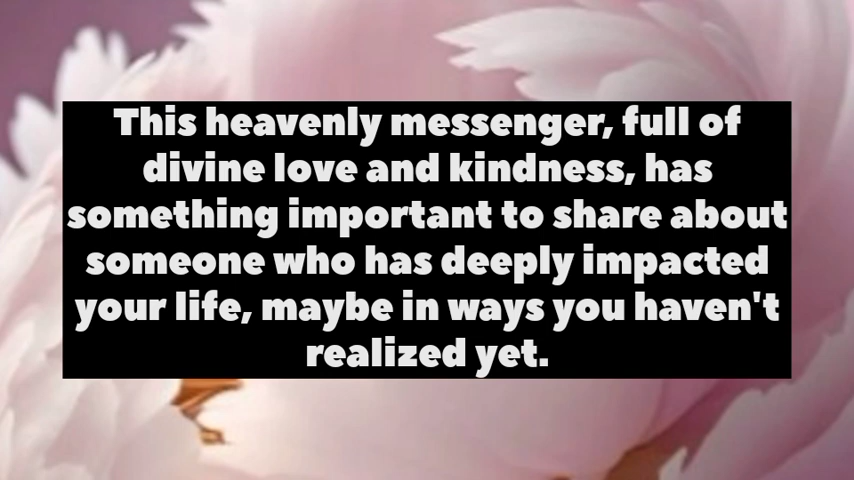 This heavenly messenger, full of
divine love and kindness, has
something important to share about
someone who has deeply impacted
your life, maybe in ways you haven't
realized yet.